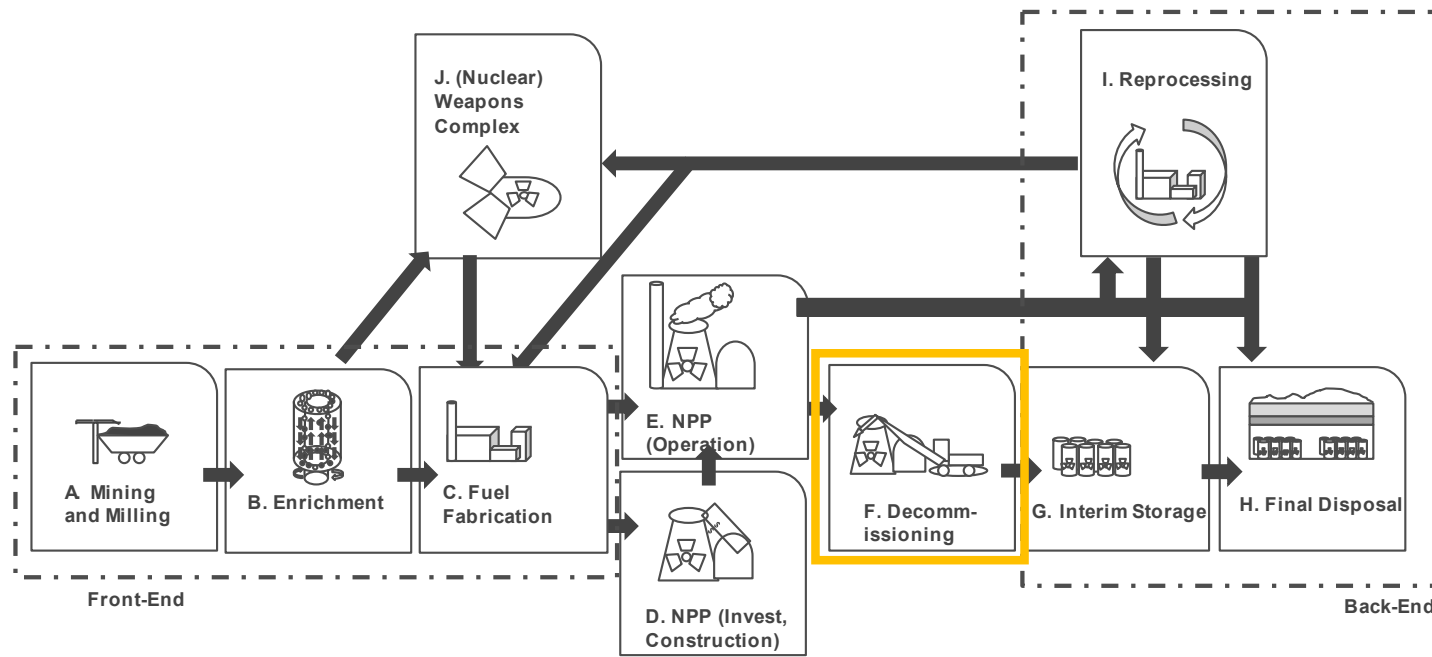 J. (Nuclear)
Weapons
Complex
I. Reprocessing
A. Mining
and Milling
B. Enrichment
C. Fuel
Fabrication
E. NPP
(Operation)
D. NPP (Invest,
Construction)
F. Decomm-
issioning
G. Interim Storage
H. Final Disposal
Front-End
Back-End